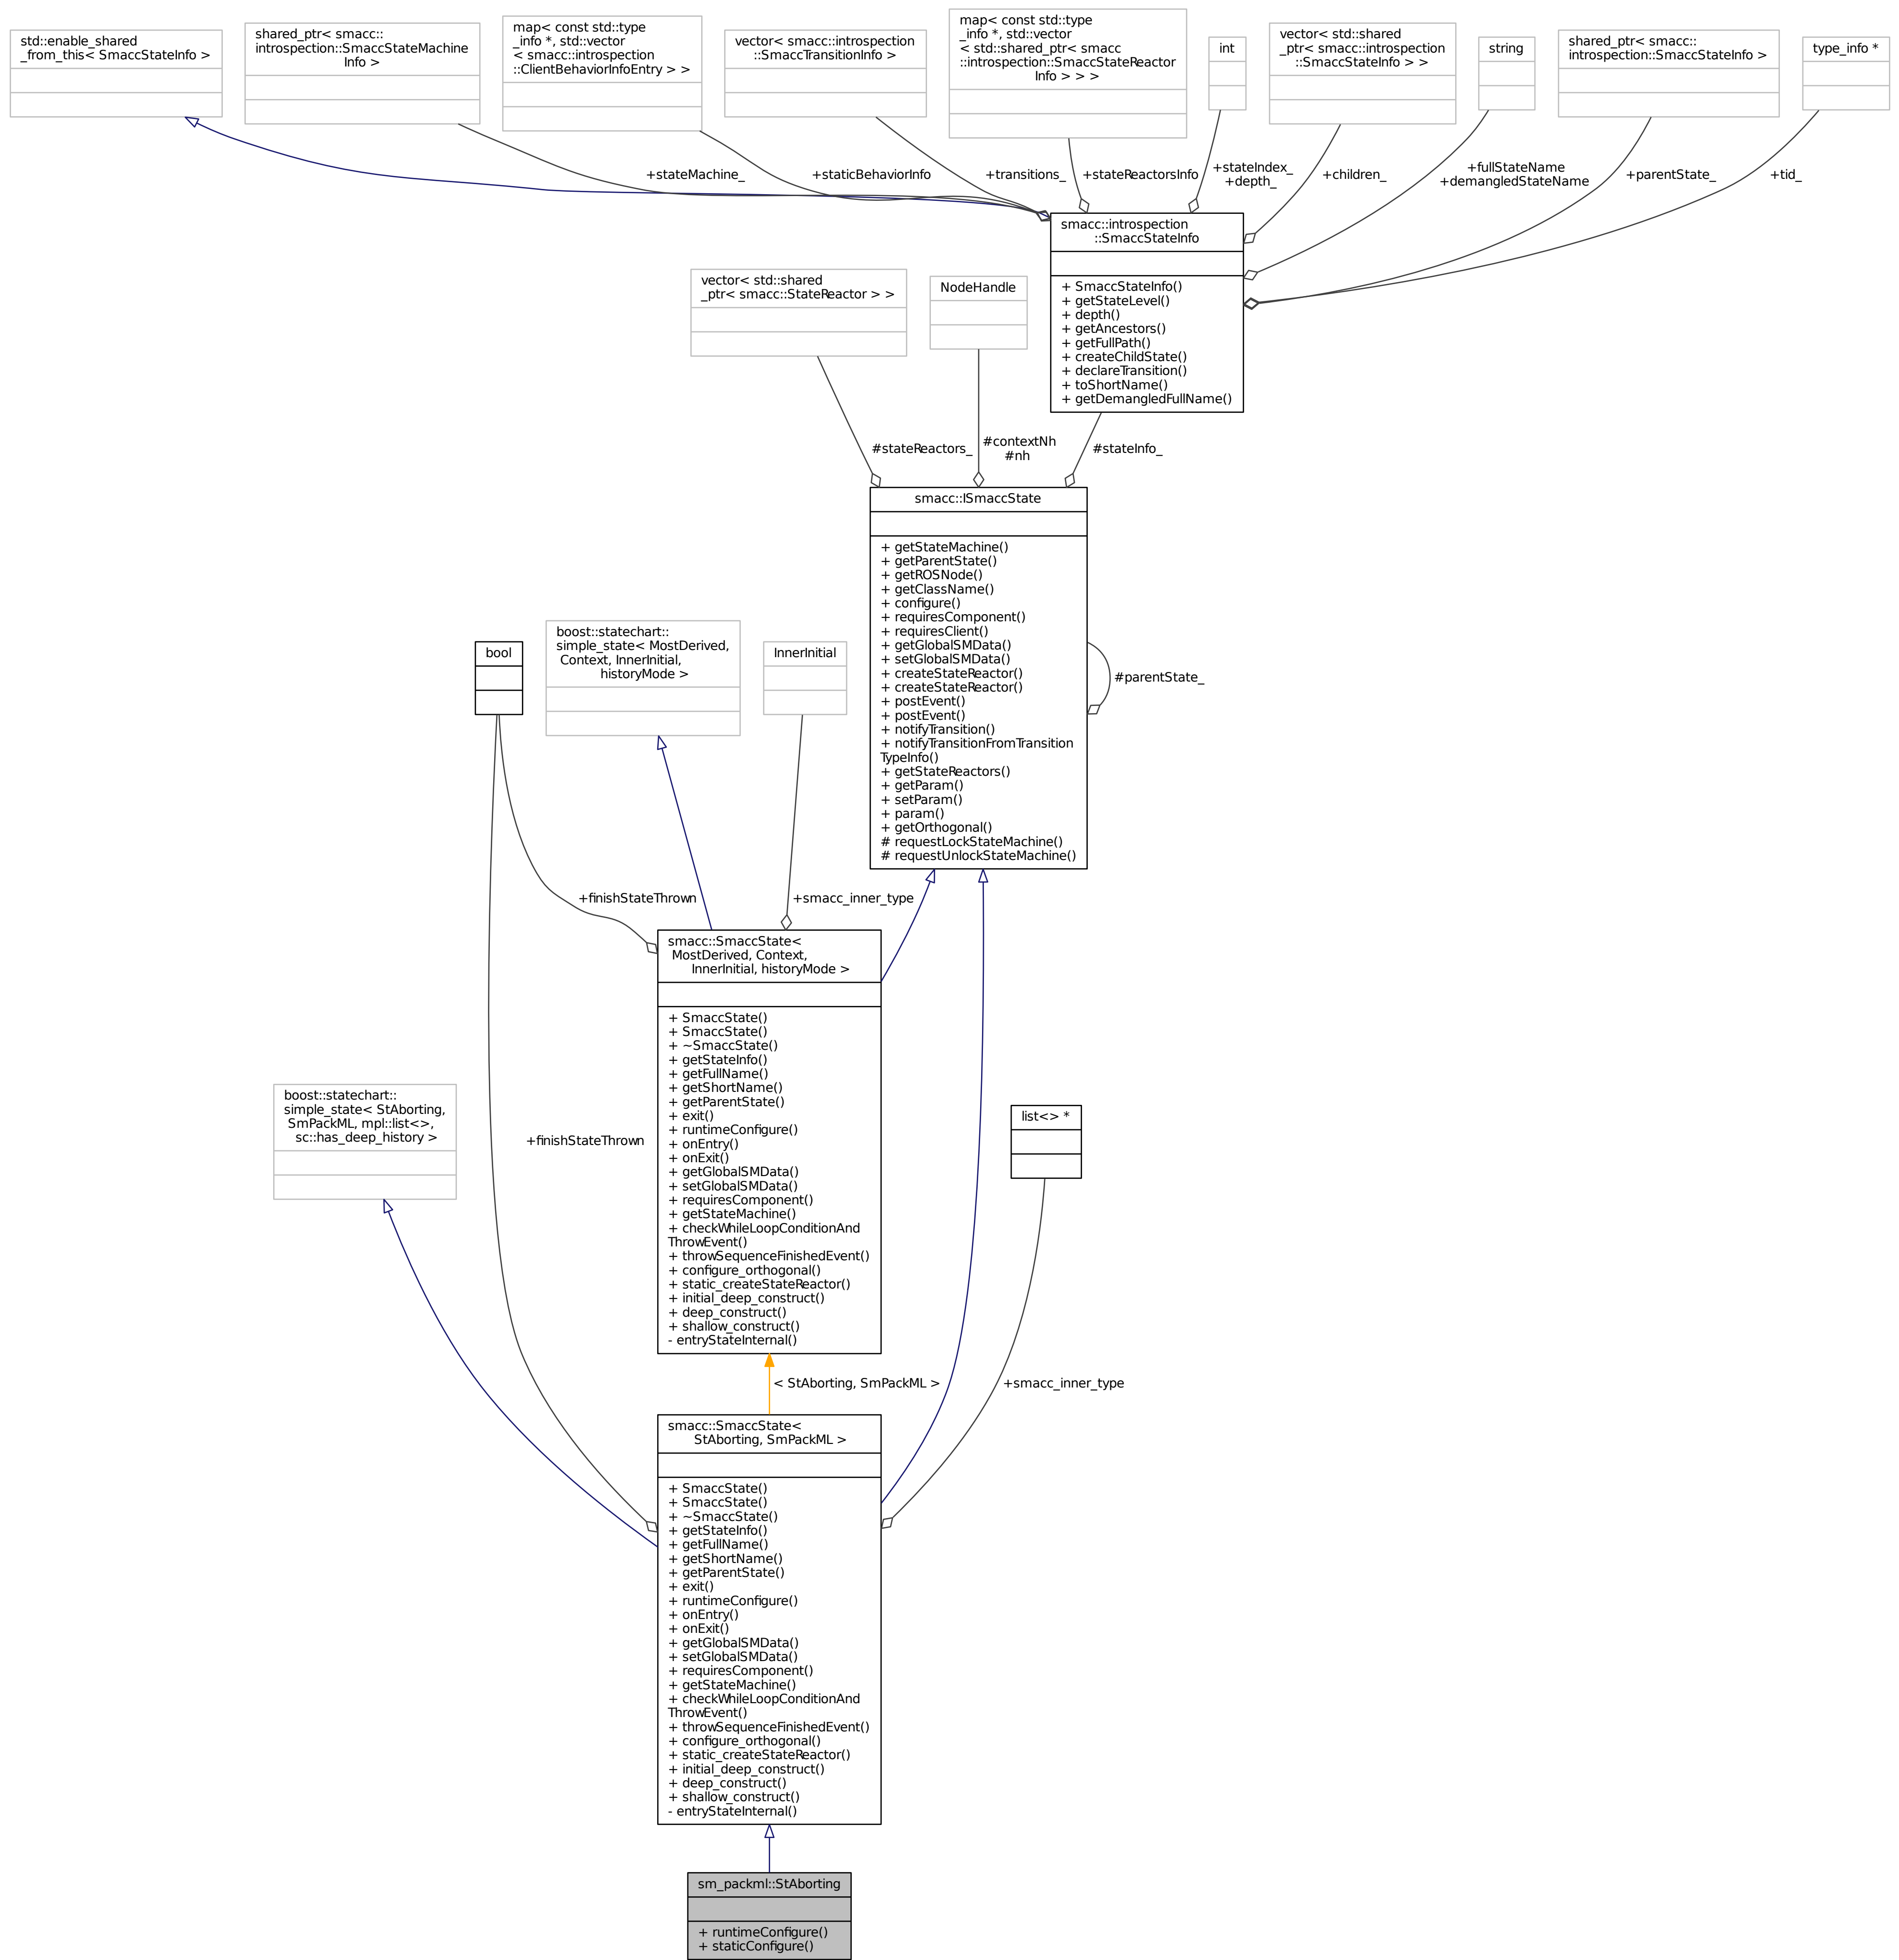 std::enable_shared
_from_this< SmaccStateInfo >
shared_ptr< smacc::
introspection::SmaccStateMachine
Info >
map< const std::type
_info *, std::vector
< smacc::introspection
::ClientBehaviorInfoEntry > >
vector< smacc::introspection
::SmaccTransitionInfo >
map< const std::type
_info *, std::vector
< std::shared_ptr< smacc
::introspection::SmaccStateReactor
Info > > >
int
vector< std::shared
_ptr< smacc::introspection
::SmaccStateInfo > >
string
shared_ptr< smacc::
introspection::SmaccStateInfo >
type_info *
+stateMachine_
+staticBehaviorInfo
+transitions_
+stateReactorsInfo
+stateIndex_
+depth_
+children_
+fullStateName
+demangledStateName
+parentState_
+tid_
smacc::introspection
::SmaccStateInfo
+ SmaccStateInfo()
+ getStateLevel()
+ depth()
+ getAncestors()
+ getFullPath()
+ createChildState()
+ declareTransition()
+ toShortName()
+ getDemangledFullName()
vector< std::shared
_ptr< smacc::StateReactor > >
NodeHandle
#stateReactors_
#contextNh
#nh
#stateInfo_
smacc::ISmaccState
+ getStateMachine()
+ getParentState()
+ getROSNode()
+ getClassName()
+ configure()
+ requiresComponent()
+ requiresClient()
+ getGlobalSMData()
+ setGlobalSMData()
+ createStateReactor()
+ createStateReactor()
+ postEvent()
+ postEvent()
+ notifyTransition()
+ notifyTransitionFromTransition
TypeInfo()
+ getStateReactors()
+ getParam()
+ setParam()
+ param()
+ getOrthogonal()
# requestLockStateMachine()
# requestUnlockStateMachine()
#parentState_
bool
boost::statechart::
simple_state< MostDerived,
Context, InnerInitial,
historyMode >
InnerInitial
+finishStateThrown
+smacc_inner_type
smacc::SmaccState<
MostDerived, Context,
InnerInitial, historyMode >
+ SmaccState()
+ SmaccState()
+ ~SmaccState()
+ getStateInfo()
+ getFullName()
+ getShortName()
+ getParentState()
+ exit()
+ runtimeConfigure()
+ onEntry()
+ onExit()
+ getGlobalSMData()
+ setGlobalSMData()
+ requiresComponent()
+ getStateMachine()
+ checkWhileLoopConditionAnd
ThrowEvent()
+ throwSequenceFinishedEvent()
+ configure_orthogonal()
+ static_createStateReactor()
+ initial_deep_construct()
+ deep_construct()
+ shallow_construct()
- entryStateInternal()
boost::statechart::
simple_state< StAborting,
SmPackML, mpl::list<>,
sc::has_deep_history >
+finishStateThrown
list<> *
< StAborting, SmPackML >
+smacc_inner_type
smacc::SmaccState<
StAborting, SmPackML >
+ SmaccState()
+ SmaccState()
+ ~SmaccState()
+ getStateInfo()
+ getFullName()
+ getShortName()
+ getParentState()
+ exit()
+ runtimeConfigure()
+ onEntry()
+ onExit()
+ getGlobalSMData()
+ setGlobalSMData()
+ requiresComponent()
+ getStateMachine()
+ checkWhileLoopConditionAnd
ThrowEvent()
+ throwSequenceFinishedEvent()
+ configure_orthogonal()
+ static_createStateReactor()
+ initial_deep_construct()
+ deep_construct()
+ shallow_construct()
- entryStateInternal()
sm_packml::StAborting
+ runtimeConfigure()
+ staticConfigure()